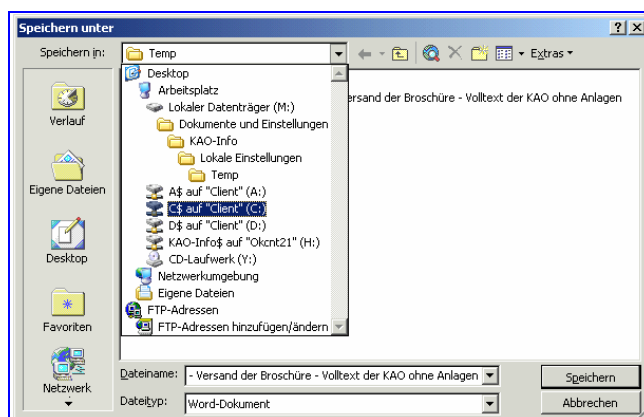 Speichern unter
Speichern in:
Temp
Extras
Desktop
Arbeitsplatz
Lokaler Datenträger (M:)
Dokumente und Einstellungen
KAO-Info
Lokale Einstellungen
Temp
A$ auf "Client" (A:)
C$ auf "Client" (C:)
D$ auf "Client" (D:)
KAO-Info$ auf "Okcnt21" (H:)
CD-Laufwerk (Y:)
Netzwerkumgebung
Eigene Dateien
FTP-Adressen
FTP-Adressen hinzufügen/ändern
ersand der Broschüre - Volltext der KAO ohne Anlagen
Verlauf
Eigene Dateien
Desktop
Favoriten
Netzwerk
Dateiname:
- Versand der Broschüre - Volltext der KAO ohne Anlagen
Speichern
Dateityp:
Word-Dokument
Abbrechen